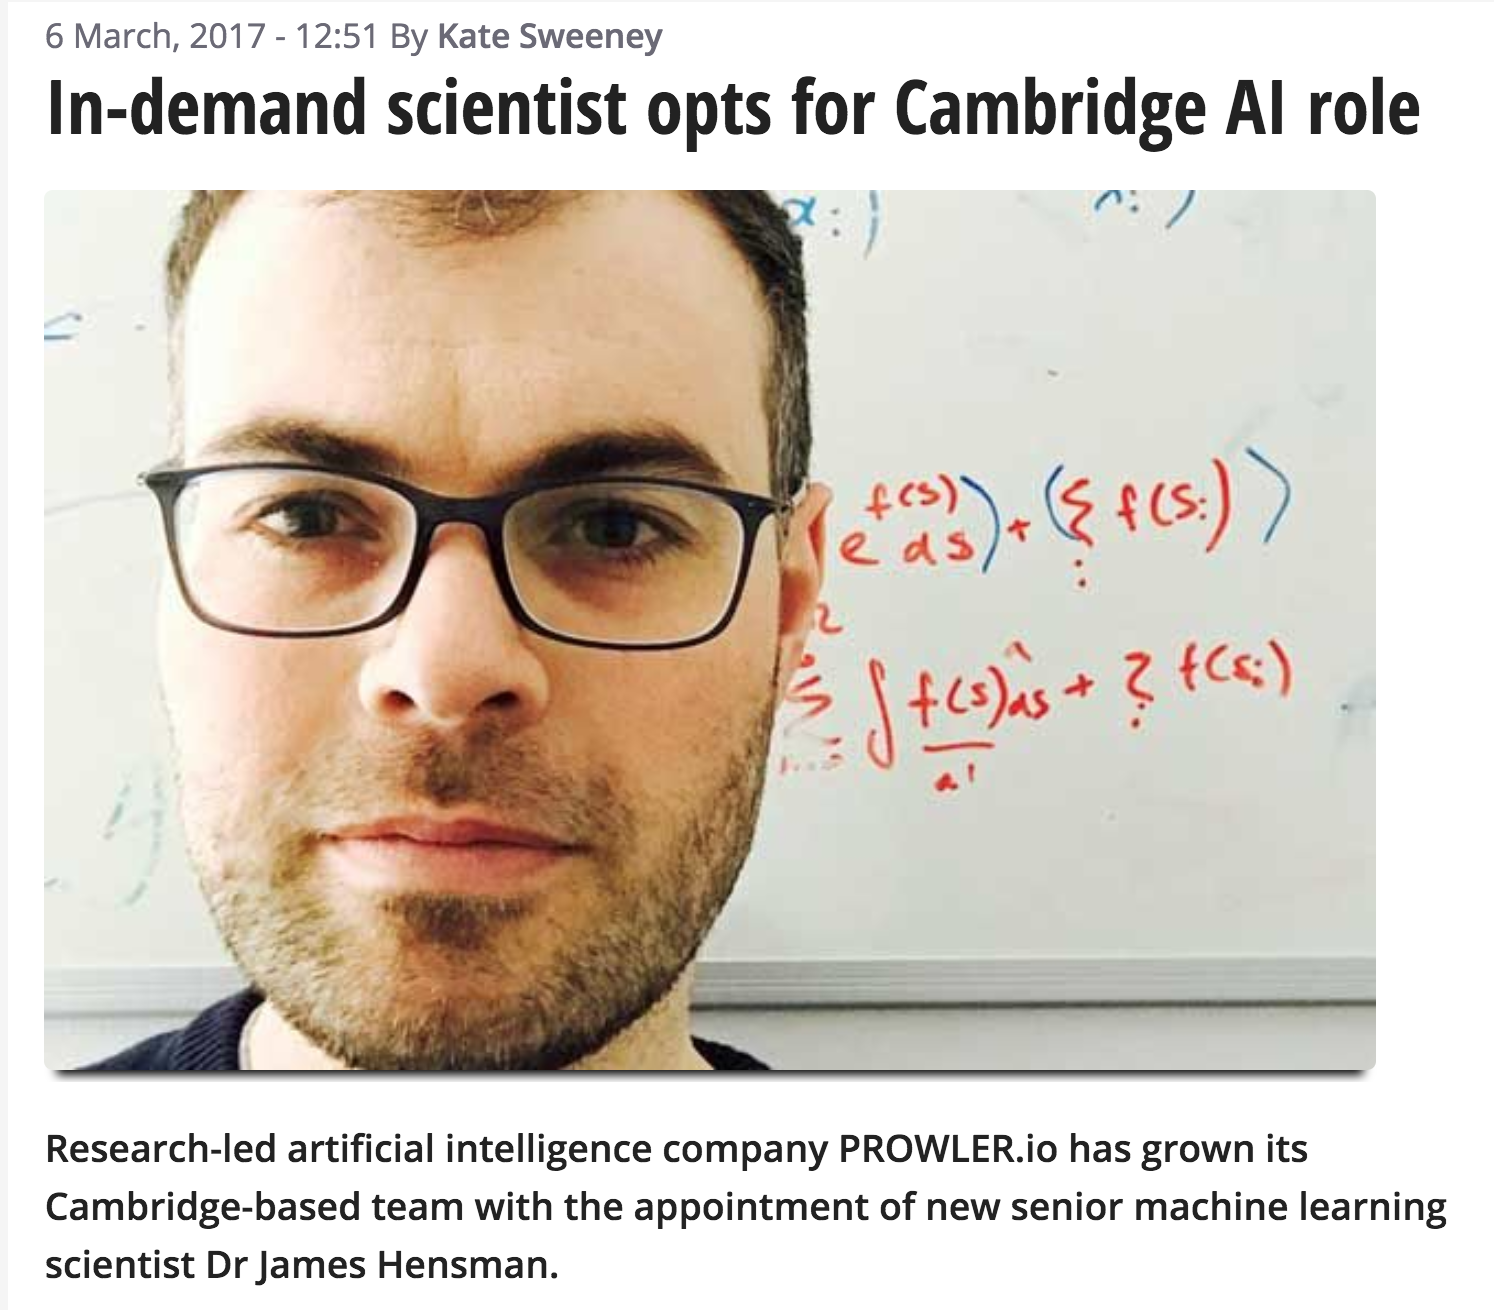 6 March, 2017 - 12:51 By Kate Sweeney
In-demand scientist opts for Cambridge AI role
f(s)
e ds) + (Σ f(s:)
∫ f(s) ds + f(s:)
Research-led artificial intelligence company PROWLER.io has grown its
Cambridge-based team with the appointment of new senior machine learning
scientist Dr James Hensman.